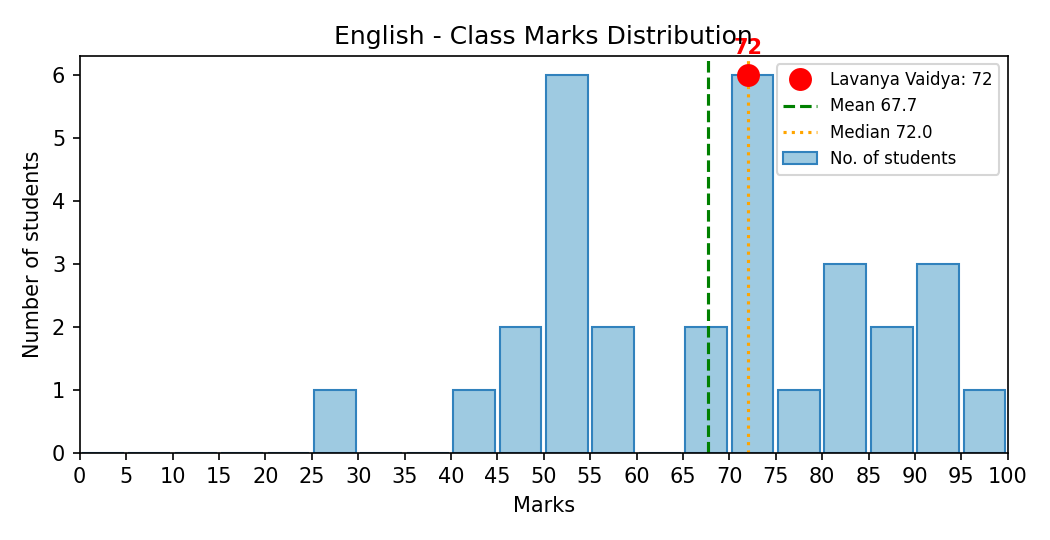 English - Class Marks Distribution
72
Lavanya Vaidya: 72
Mean 67.7
Median 72.0
No. of students
Number of students
6
5
4
3
2
1
0
0 5 10 15 20 25 30 35 40 45 50 55 60 65 70 75 80 85 90 95 100
Marks